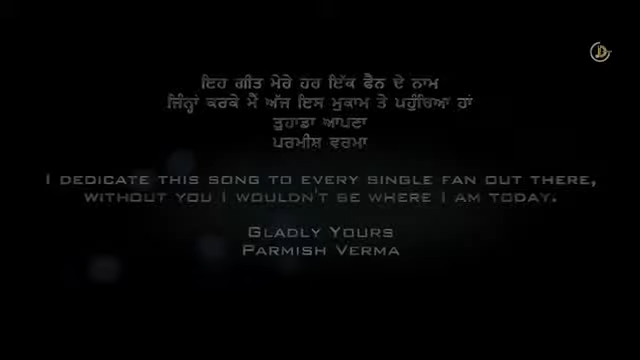 ਇਹ ਗੀਤ ਮੇਰੇ ਹਰ ਇੱਕ ਫੈਨ ਦੇ ਨਾਮ
ਜਿੰਨ੍ਹਾਂ ਕਰਕੇ ਮੈਂ ਅੱਜ ਇਸ ਮੁਕਾਮ ਤੇ ਪਹੁੰਚਿਆ ਹਾਂ
ਤੁਹਾਡਾ ਆਪਣਾ
ਪਰਮੀਸ਼ ਵਰਮਾ
I DEDICATE THIS SONG TO EVERY SINGLE FAN OUT THERE,
WITHOUT YOU I WOULDN'T BE WHERE I AM TODAY.
GLADLY YOURS
PARMISH VERMA